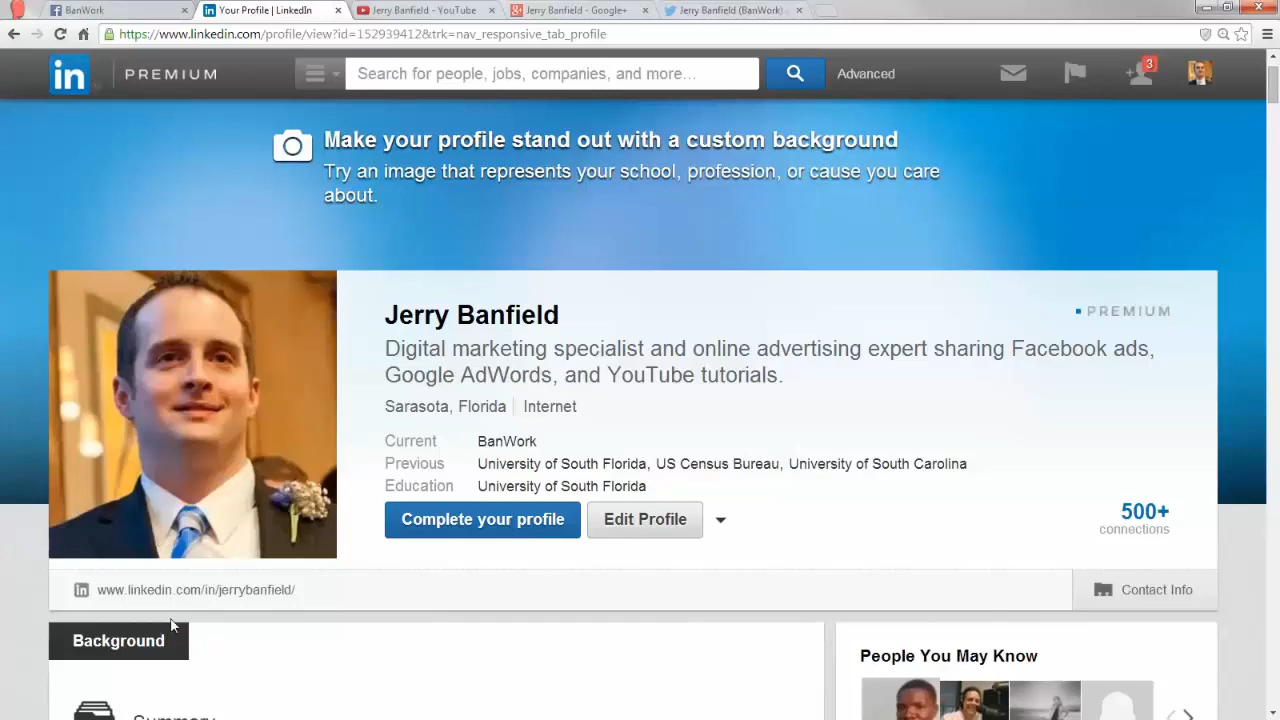 BanWork
Your Profile | LinkedIn
Jerry Banfield - YouTube
Jerry Banfield - Google+
Jerry Banfield (BanWork)
https://www.linkedin.com/profile/view?id=152939412&trk=nav_responsive_tab_profile
in
PREMIUM
Search for people, jobs, companies, and more...
Advanced
3
Make your profile stand out with a custom background
Try an image that represents your school, profession, or cause you care
about.
Jerry Banfield
PREMIUM
Digital marketing specialist and online advertising expert sharing Facebook ads,
Google AdWords, and YouTube tutorials.
Sarasota, Florida
Internet
Current BanWork
Previous University of South Florida, US Census Bureau, University of South Carolina
Education University of South Florida
Complete your profile
Edit Profile
500+
connections
www.linkedin.com/in/jerrybanfield/
Contact Info
Background
People You May Know
Summary